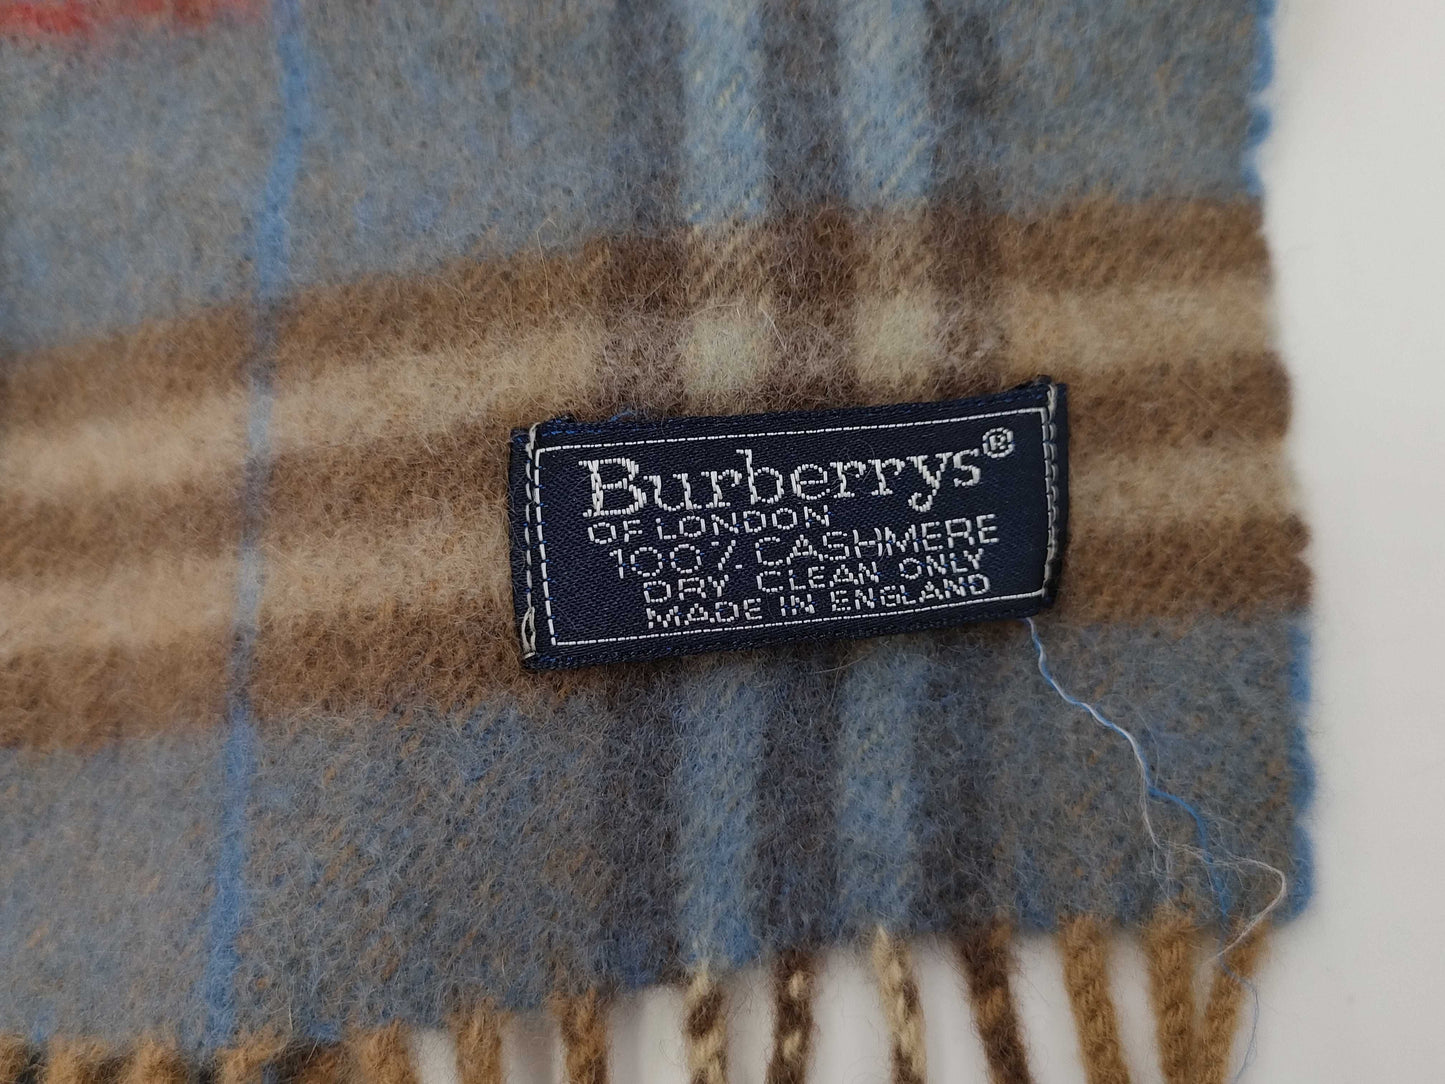 Burberrys®
OF LONDON
100% CASHMERE
DRY CLEAN ONLY
MADE IN ENGLAND